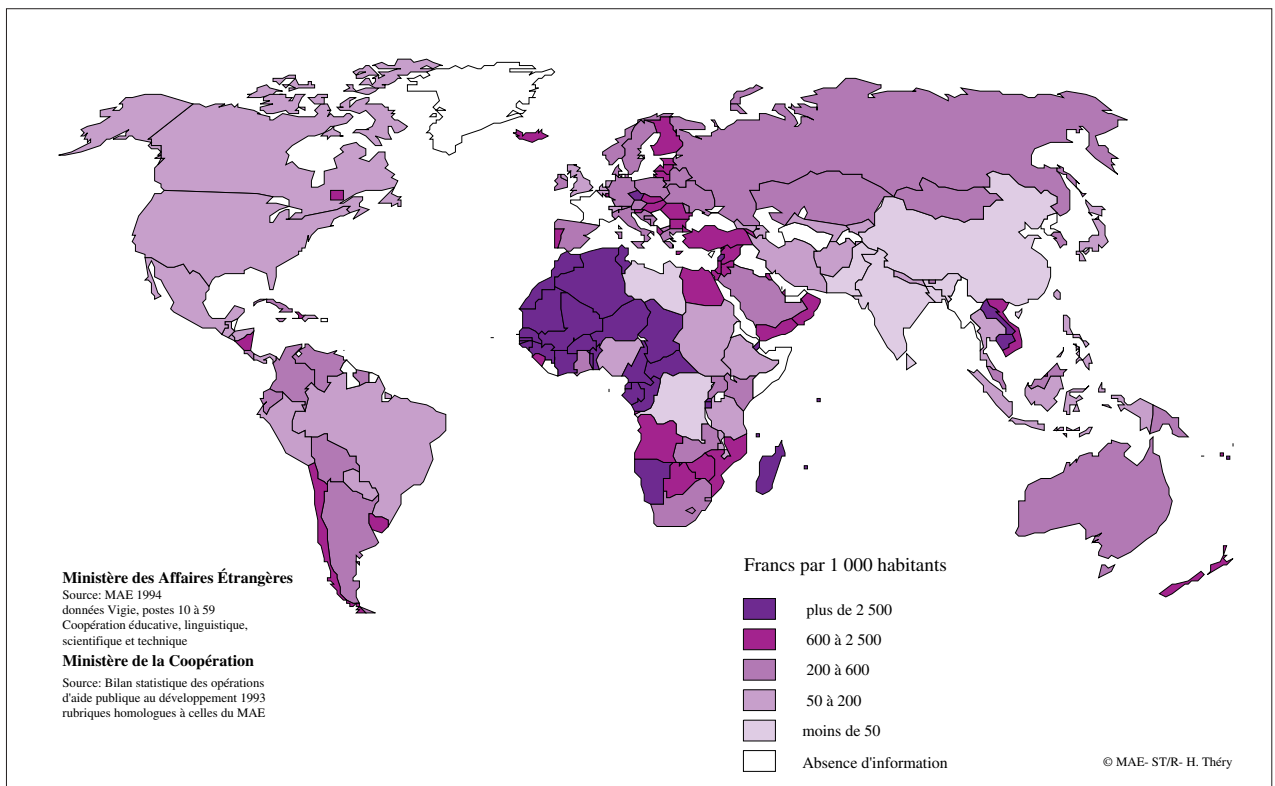 Ministère des Affaires Étrangères
Source: MAE 1994
données Vigie, postes 10 à 59
Coopération éducative, linguistique,
scientifique et technique
Ministère de la Coopération
Source: Bilan statistique des opérations
d'aide publique au développement 1993
rubriques homologues à celles du MAE
Francs par 1 000 habitants
plus de 2 500
600 à 2 500
200 à 600
50 à 200
moins de 50
Absence d'information
© MAE- ST/R- H. Théry